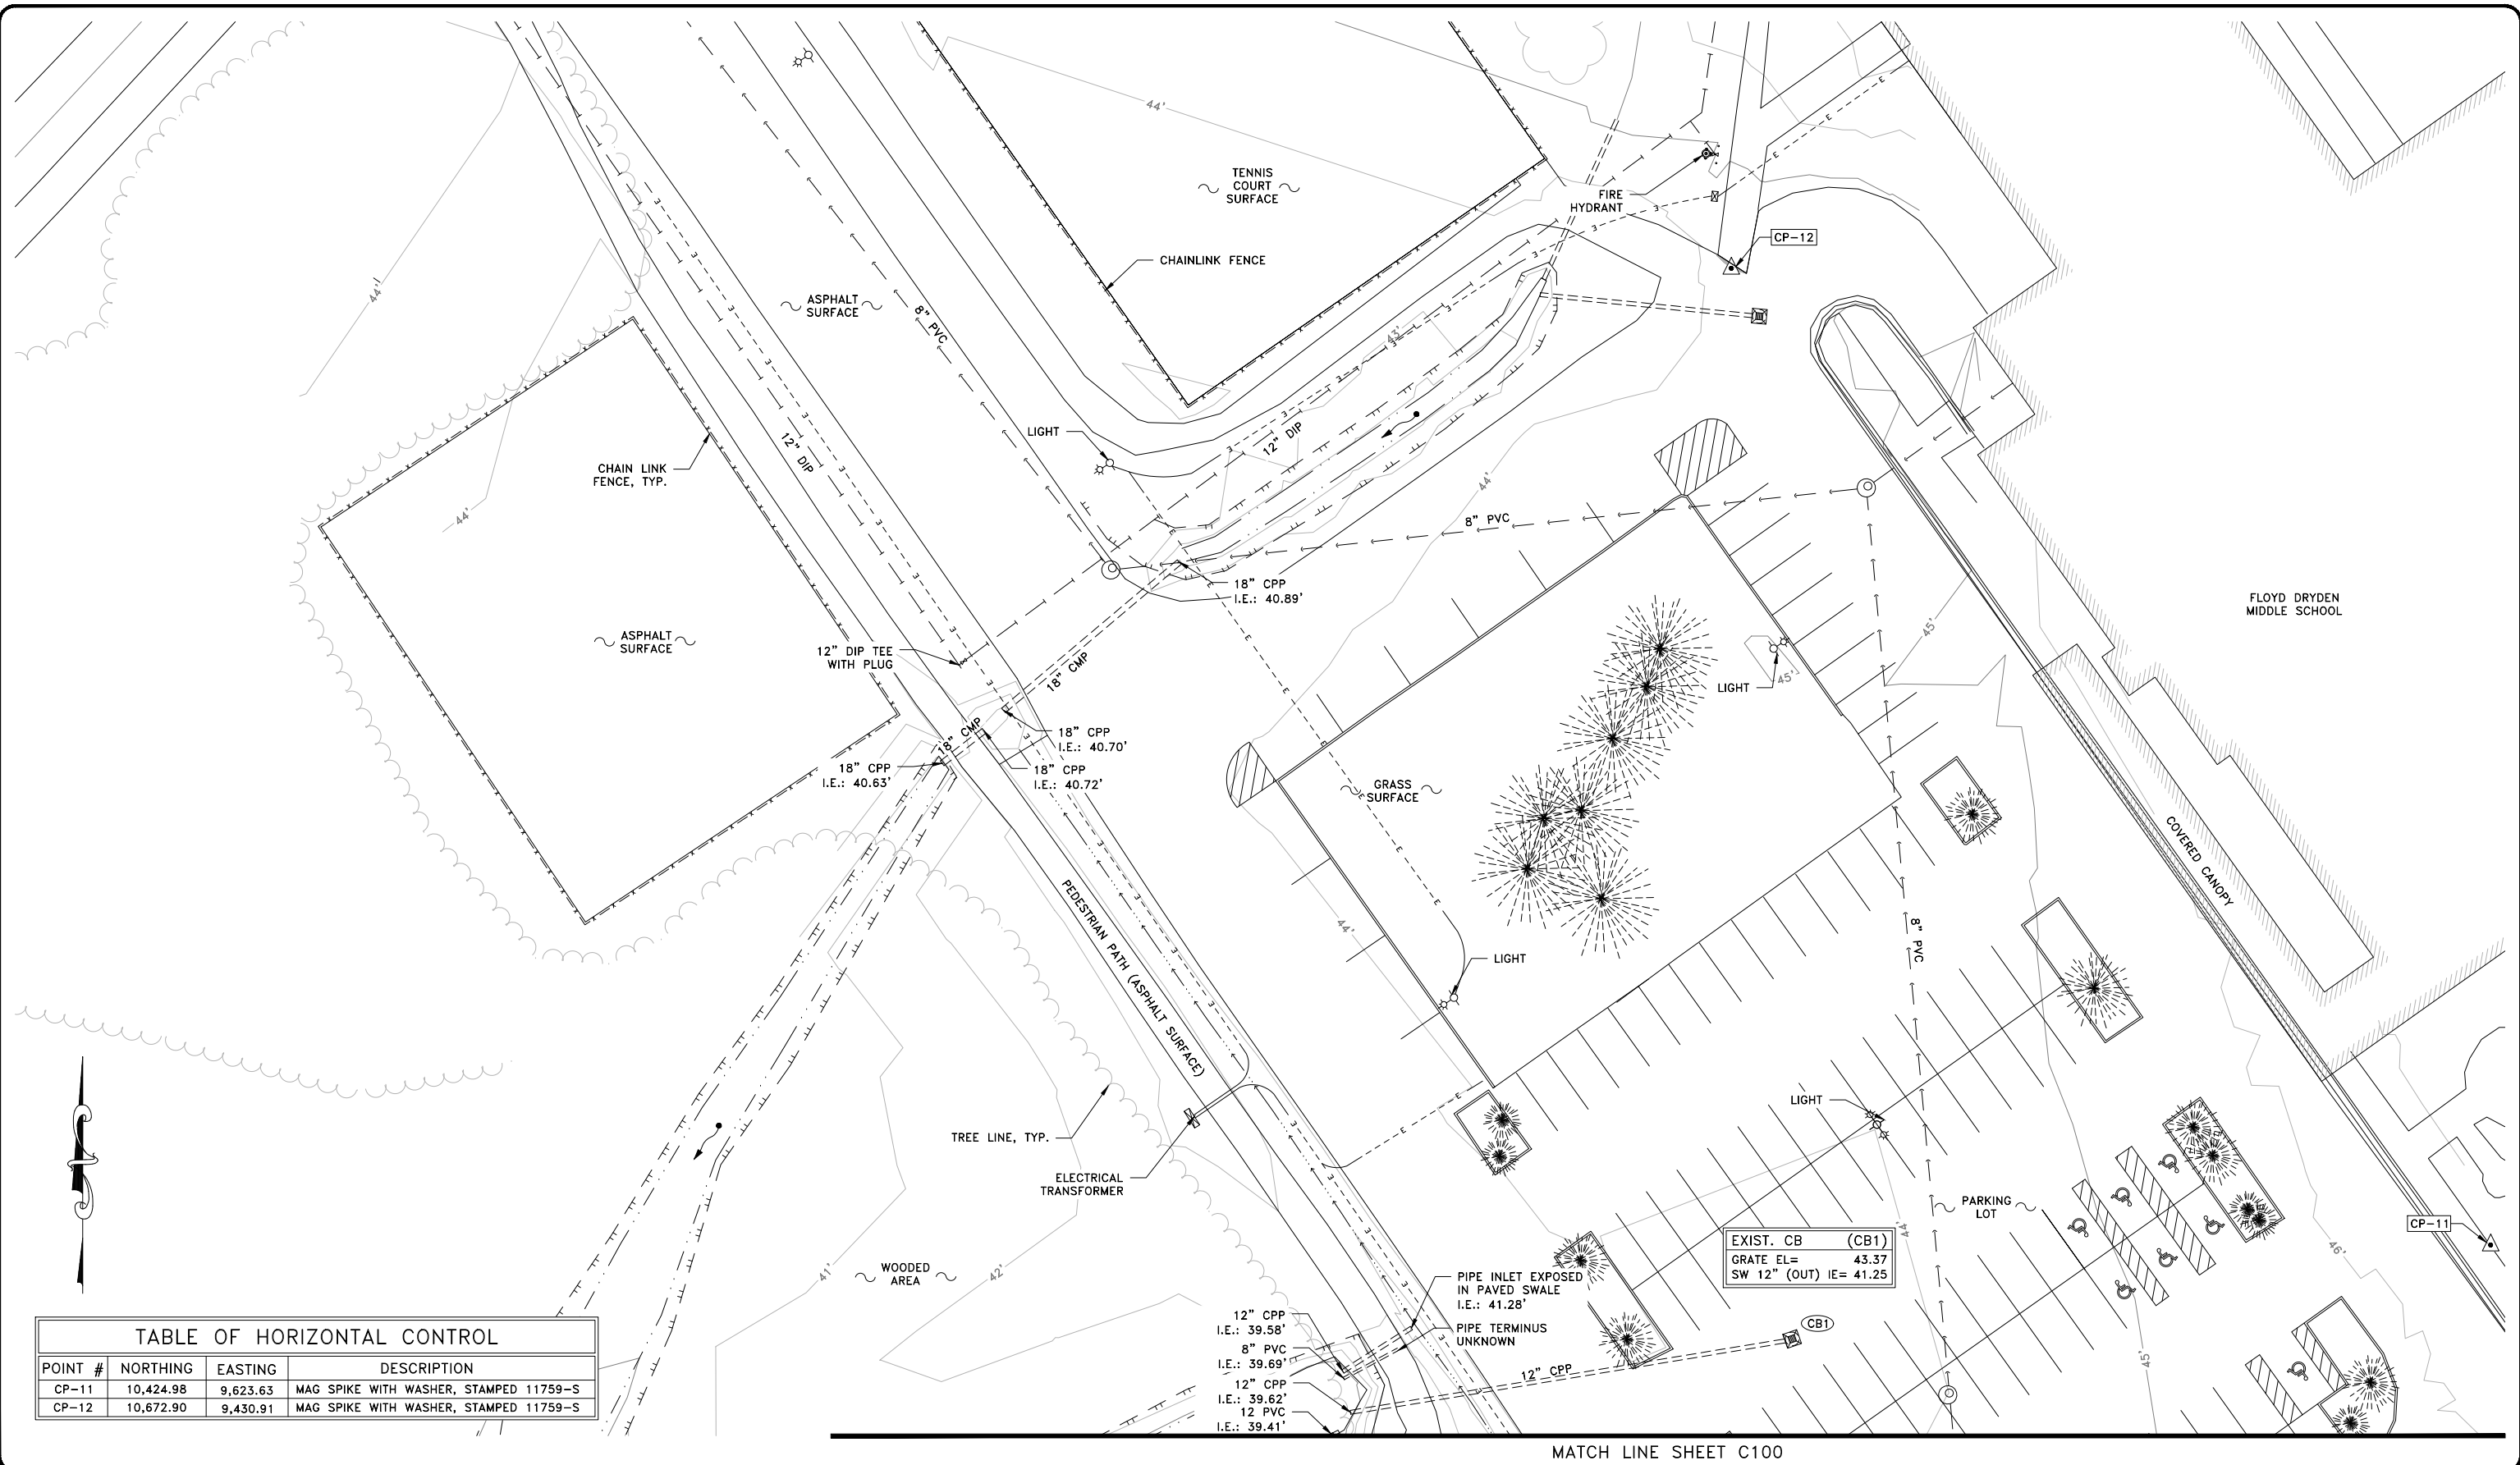 44'
TENNIS
COURT
SURFACE
FIRE
HYDRANT
CP-12
CHAINLINK FENCE
44'
ASPHALT
SURFACE
8" PVC
43'
LIGHT
12" DIP
12" DIP
CHAIN LINK
FENCE, TYP.
44'
44'
8" PVC
18" CPP
I.E.: 40.89'
FLOYD DRYDEN
MIDDLE SCHOOL
ASPHALT
SURFACE
12" DIP TEE
WITH PLUG
18" CMP
45'
LIGHT
45'
18" CMP
18" CPP
I.E.: 40.70'
18" CPP
I.E.: 40.63'
18" CPP
I.E.: 40.72'
GRASS
SURFACE
COVERED CANOPY
PEDESTRIAN PATH (ASPHALT SURFACE)
44'
8" PVC
LIGHT
LIGHT
TREE LINE, TYP.
ELECTRICAL
TRANSFORMER
PARKING
LOT
CP-11
44'
46'
EXIST. CB (CB1)
GRATE EL= 43.37
SW 12" (OUT) IE= 41.25
WOODED
AREA
41'
42'
PIPE INLET EXPOSED
IN PAVED SWALE
I.E.: 41.28'
PIPE TERMINUS
UNKNOWN
CB1
45'
12" CPP
I.E.: 39.58'
8" PVC
I.E.: 39.69'
12" CPP
I.E.: 39.62'
12 PVC
I.E.: 39.41'
12" CPP
TABLE OF HORIZONTAL CONTROL
POINT # NORTHING EASTING DESCRIPTION
CP-11 10,424.98 9,623.63 MAG SPIKE WITH WASHER, STAMPED 11759-S
CP-12 10,672.90 9,430.91 MAG SPIKE WITH WASHER, STAMPED 11759-S
MATCH LINE SHEET C100